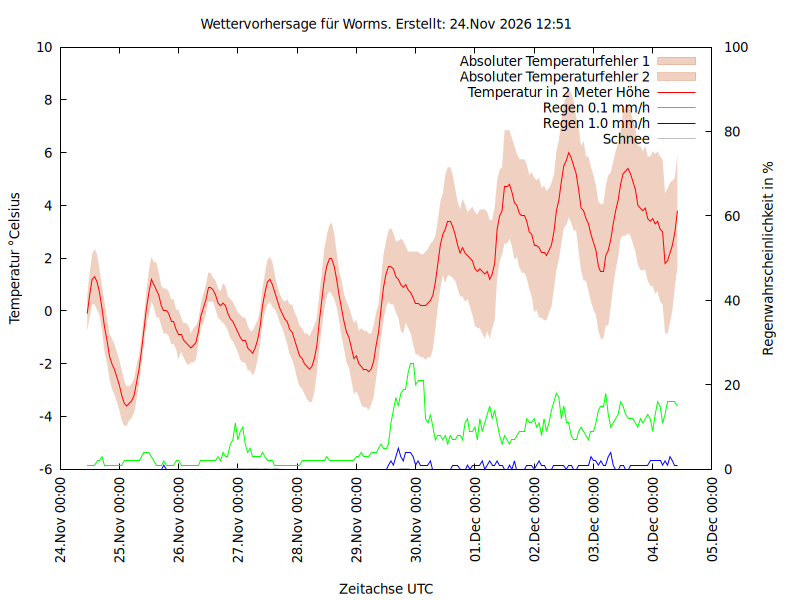 Wettervorhersage für Worms. Erstellt: 24.Nov 2026 12:51
10
8
6
4
2
0
-2
-4
-6
100
80
60
40
20
0
Temperatur °Celsius
Regenwahrscheinlichkeit in %
Absoluter Temperaturfehler 1
Absoluter Temperaturfehler 2
Temperatur in 2 Meter Höhe
Regen 0.1 mm/h
Regen 1.0 mm/h
Schnee
24.Nov 00:00
25.Nov 00:00
26.Nov 00:00
27.Nov 00:00
28.Nov 00:00
29.Nov 00:00
30.Nov 00:00
01.Dec 00:00
02.Dec 00:00
03.Dec 00:00
04.Dec 00:00
05.Dec 00:00
Zeitachse UTC